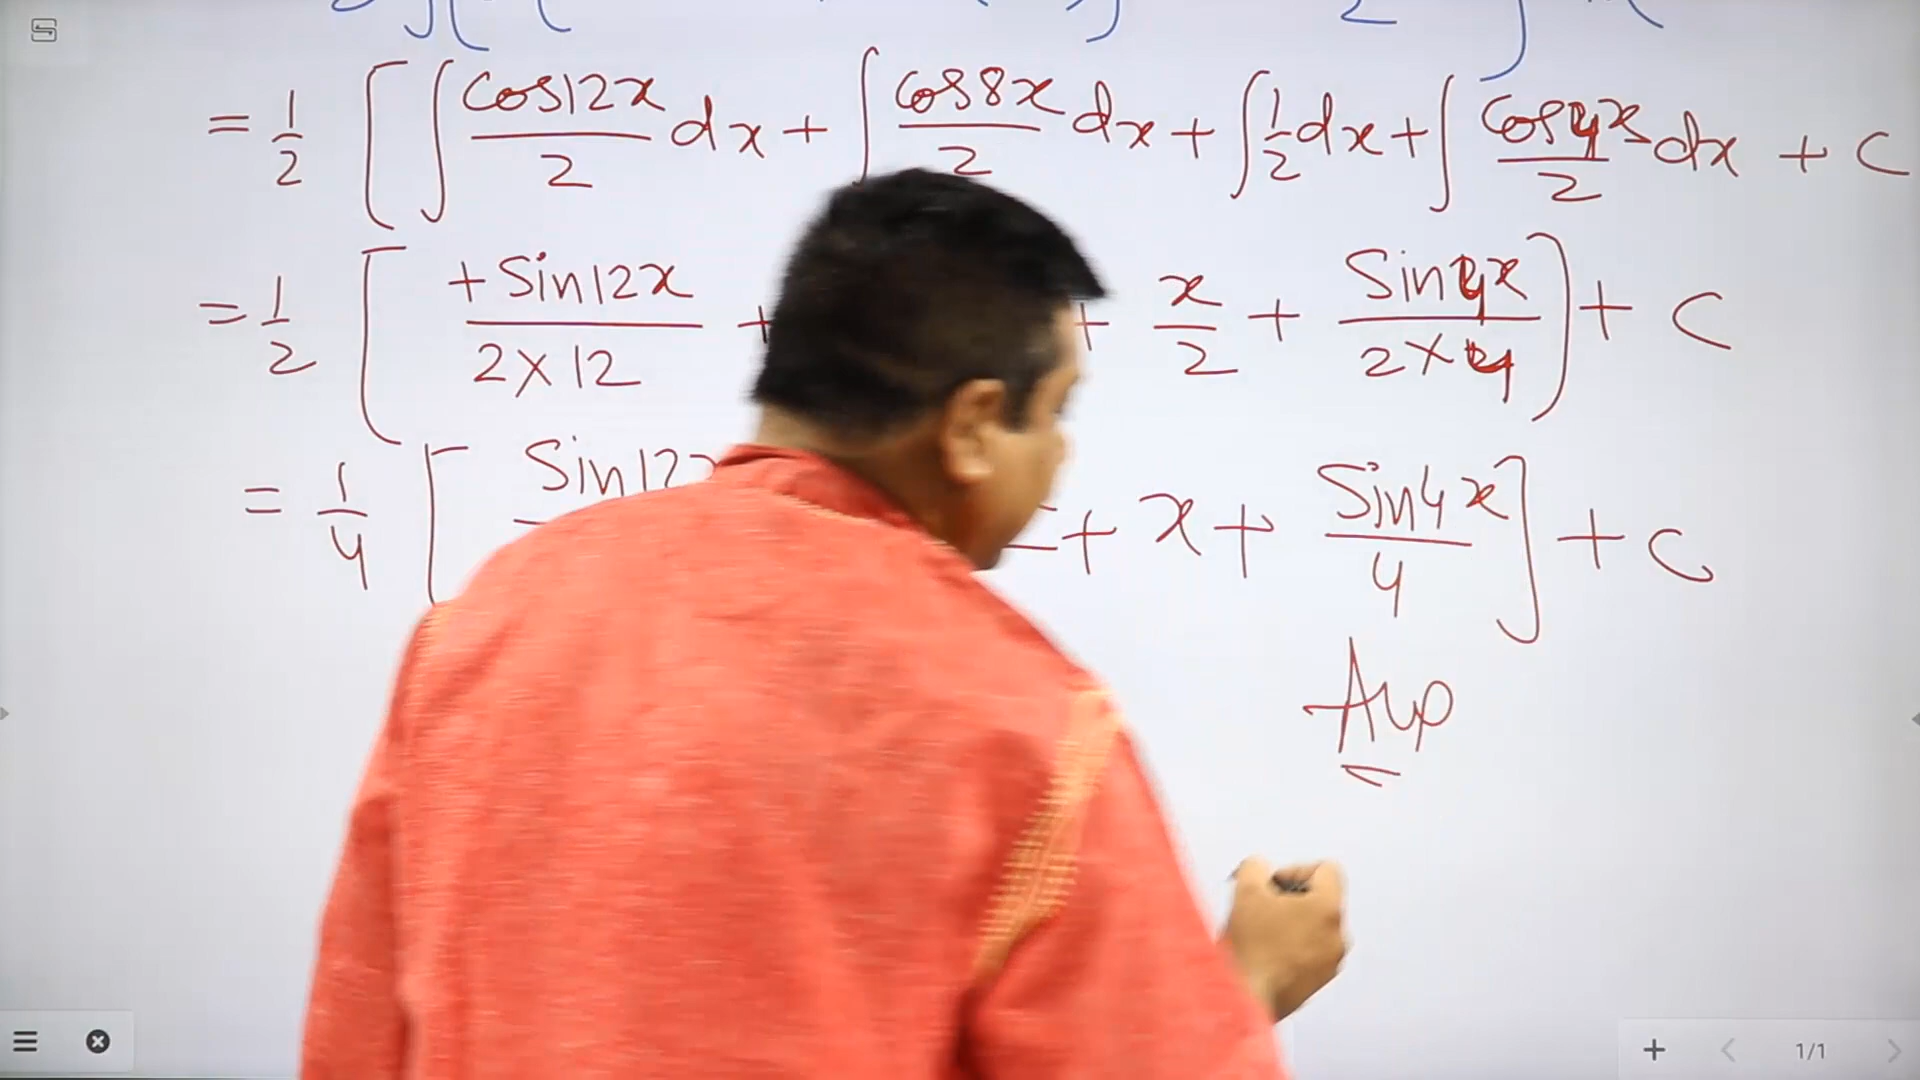 = 1/2 [ ∫ cos12x/2 dx + ∫ cos8x/2 dx + ∫ 1/2 dx + ∫ cos4x/2 dx + C
= 1/2 [ +Sin12x/2×12 + + x/2 + Sin4x/2×4 ] + C
= 1/4 [ Sin12x + x + Sin4x/4 ] + C
1/1